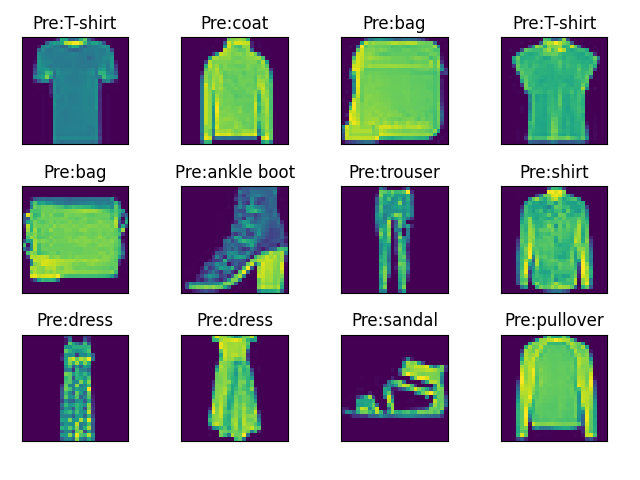 Pre:T-shirt
Pre:coat
Pre:bag
Pre:T-shirt
Pre:bag
Pre:ankle boot
Pre:trouser
Pre:shirt
Pre:dress
Pre:dress
Pre:sandal
Pre:pullover